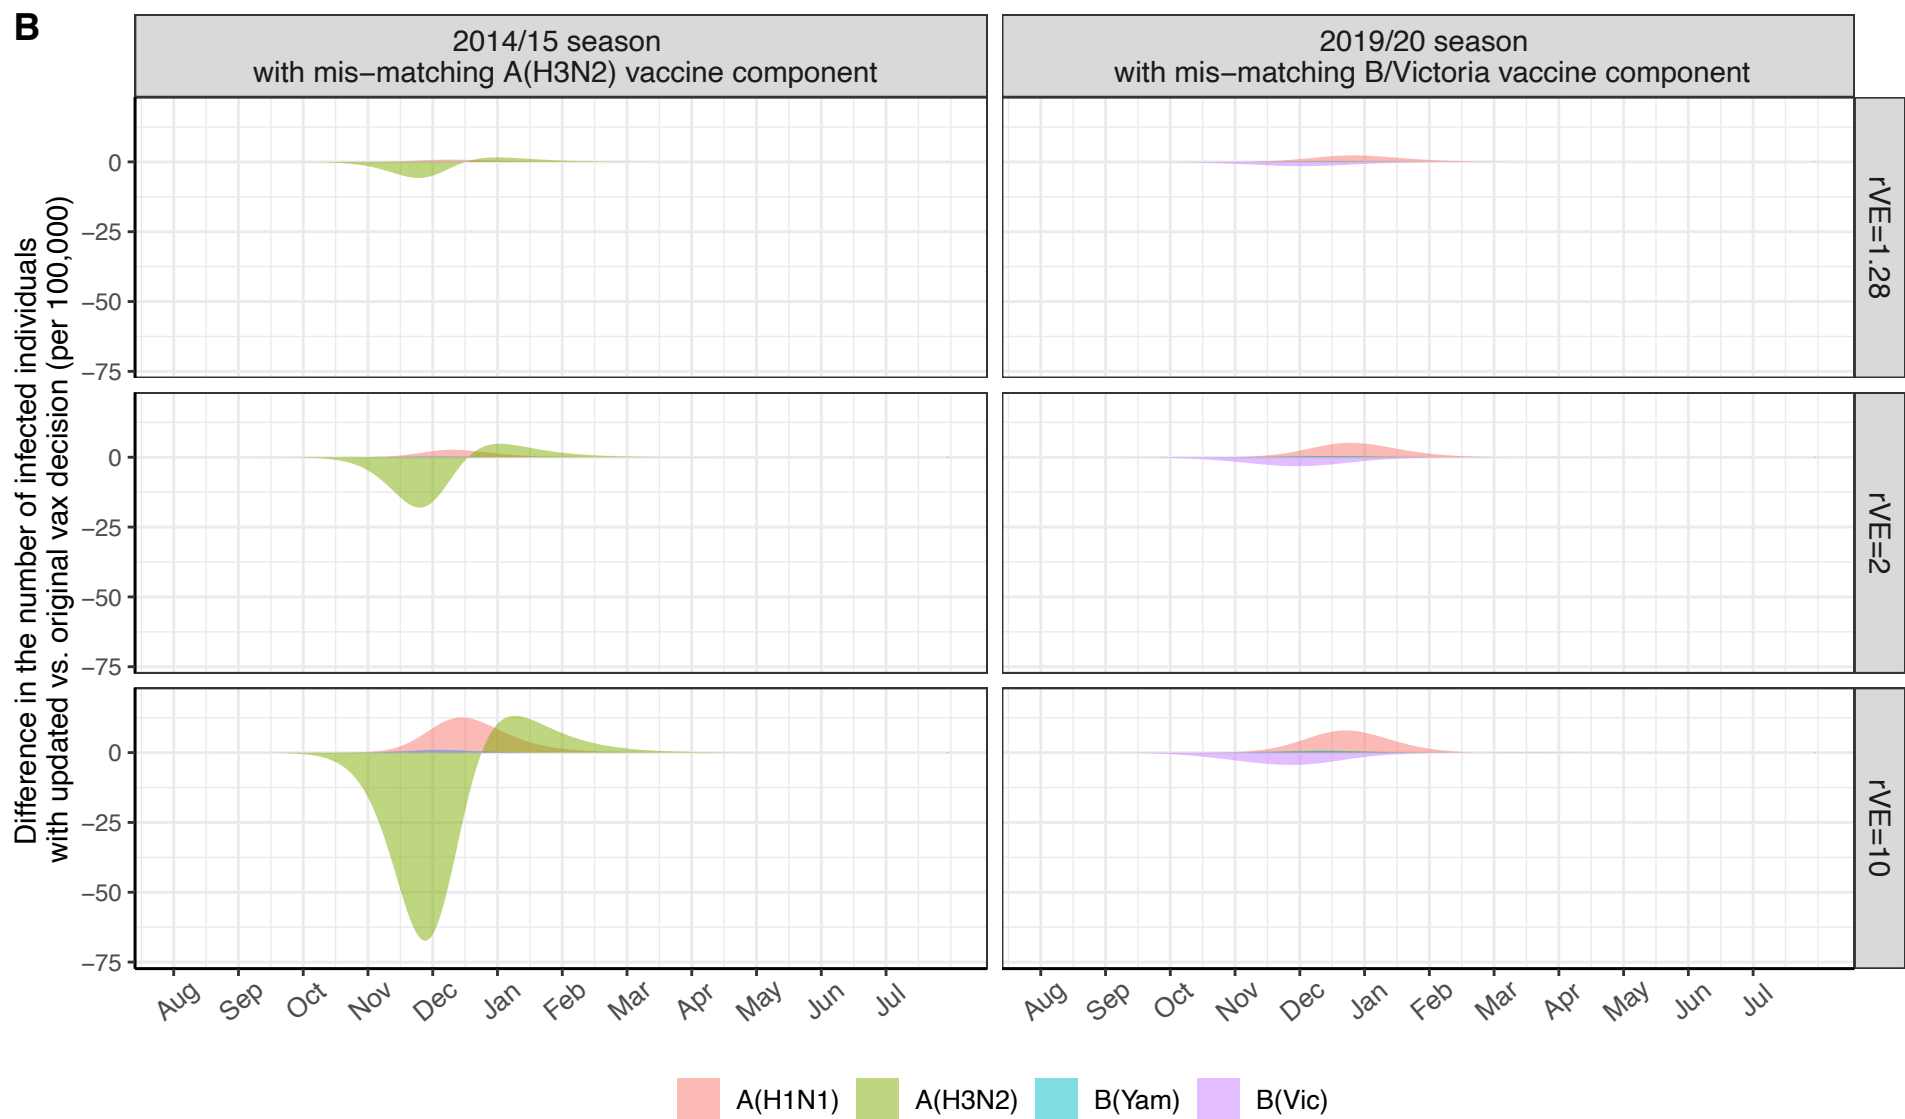 B
2014/15 season
with mis−matching A(H3N2) vaccine component
2019/20 season
with mis−matching B/Victoria vaccine component
Difference in the number of infected individuals
with updated vs. original vax decision (per 100,000)
0
−25
−50
−75
rVE=1.28
0
−25
−50
−75
rVE=2
0
−25
−50
−75
rVE=10
Aug Sep Oct Nov Dec Jan Feb Mar Apr May Jun Jul
Aug Sep Oct Nov Dec Jan Feb Mar Apr May Jun Jul
A(H1N1) A(H3N2) B(Yam) B(Vic)